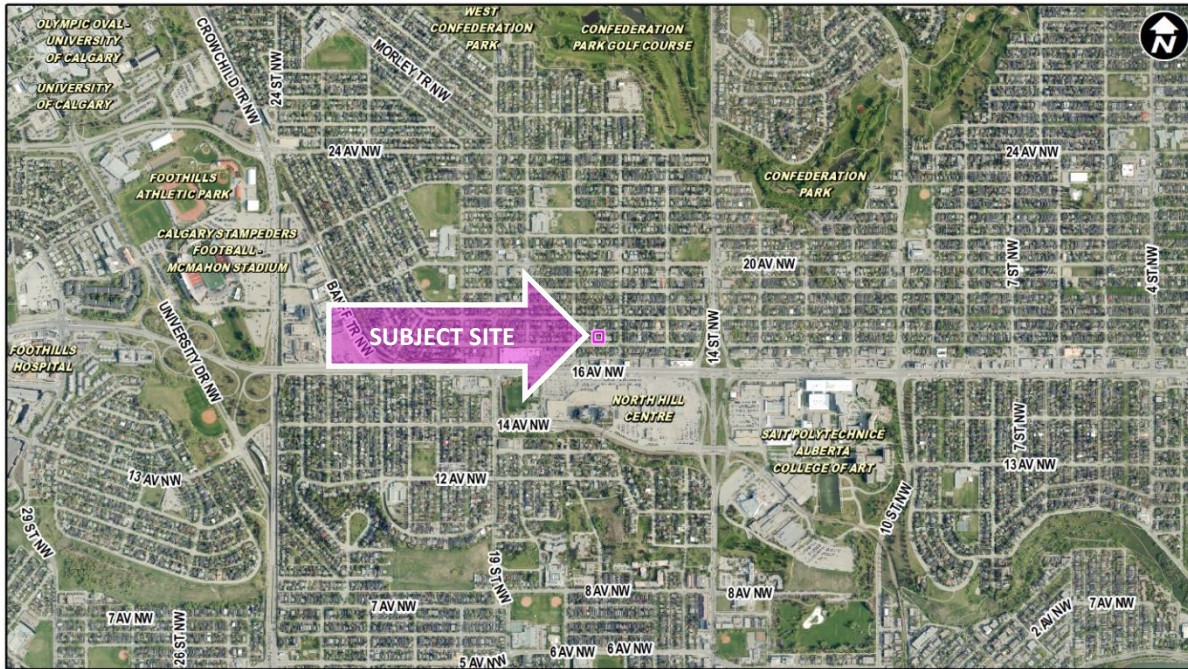 OLYMPIC OVAL -
UNIVERSITY
OF CALGARY
UNIVERSITY
OF CALGARY
CROWCHILD TR NW
24 ST NW
MORLEY TR NW
WEST
CONFEDERATION
PARK
CONFEDERATION
PARK GOLF COURSE
N
24 AV NW
24 AV NW
FOOTHILLS
ATHLETIC PARK
CONFEDERATION
PARK
CALGARY STAMPEDERS
FOOTBALL -
MCMAHON STADIUM
20 AV NW
7 ST NW
4 ST NW
UNIVERSITY DR NW
BANFF TR NW
SUBJECT SITE
14 ST NW
FOOTHILLS
HOSPITAL
16 AV NW
NORTH HILL
CENTRE
14 AV NW
SAIT POLYTECHNICE
ALBERTA
COLLEGE OF ART
7 ST NW
13 AV NW
12 AV NW
13 AV NW
29 ST NW
10 ST NW
19 ST NW
8 AV NW
8 AV NW
7 AV NW
26 ST NW
7 AV NW
2 AV NW
7 AV NW
5 AV NW
6 AV NW
6 AV NW